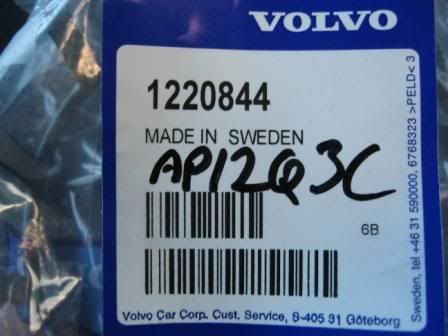 VOLVO
1220844
MADE IN SWEDEN
AP12Q3C
6B
Volvo Car Corp. Cust. Service, S-405 31 Göteborg
Sweden, tel +46 31 590000, 6768323 >PELD< 3